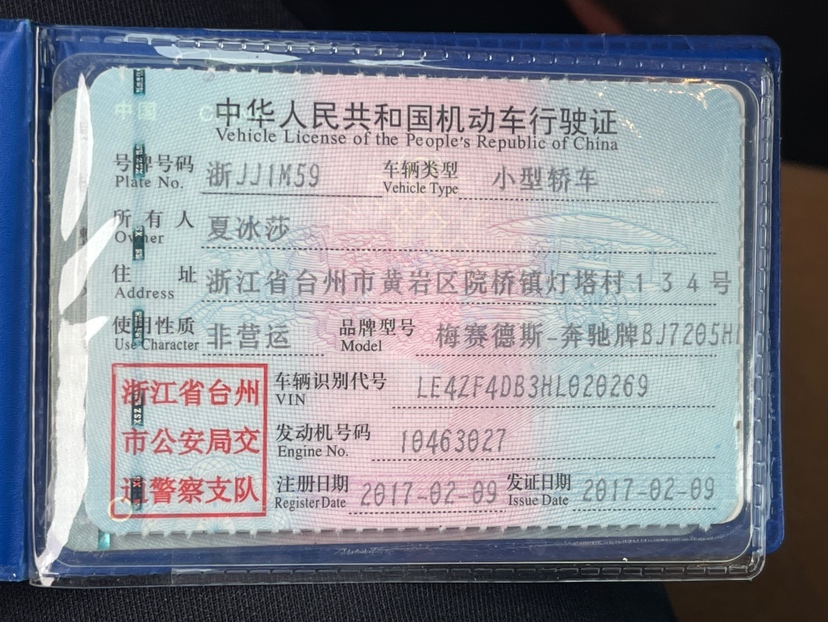 中国
中华人民共和国机动车行驶证
Vehicle License of the People's Republic of China
号牌号码 浙JJ1M59 车辆类型 小型轿车
Plate No. Vehicle Type
所有人 夏冰莎
Owner
住址 浙江省台州市黄岩区院桥镇灯塔村134号
Address
使用性质 非营运 品牌型号 梅赛德斯-奔驰牌BJ7205H
Use Character Model
浙江省台州
市公安局交
通警察支队
车辆识别代号 LE4ZF4DB3HL020269
VIN
发动机号码 10463027
Engine No.
注册日期 2017-02-09 发证日期 2017-02-09
Register Date Issue Date